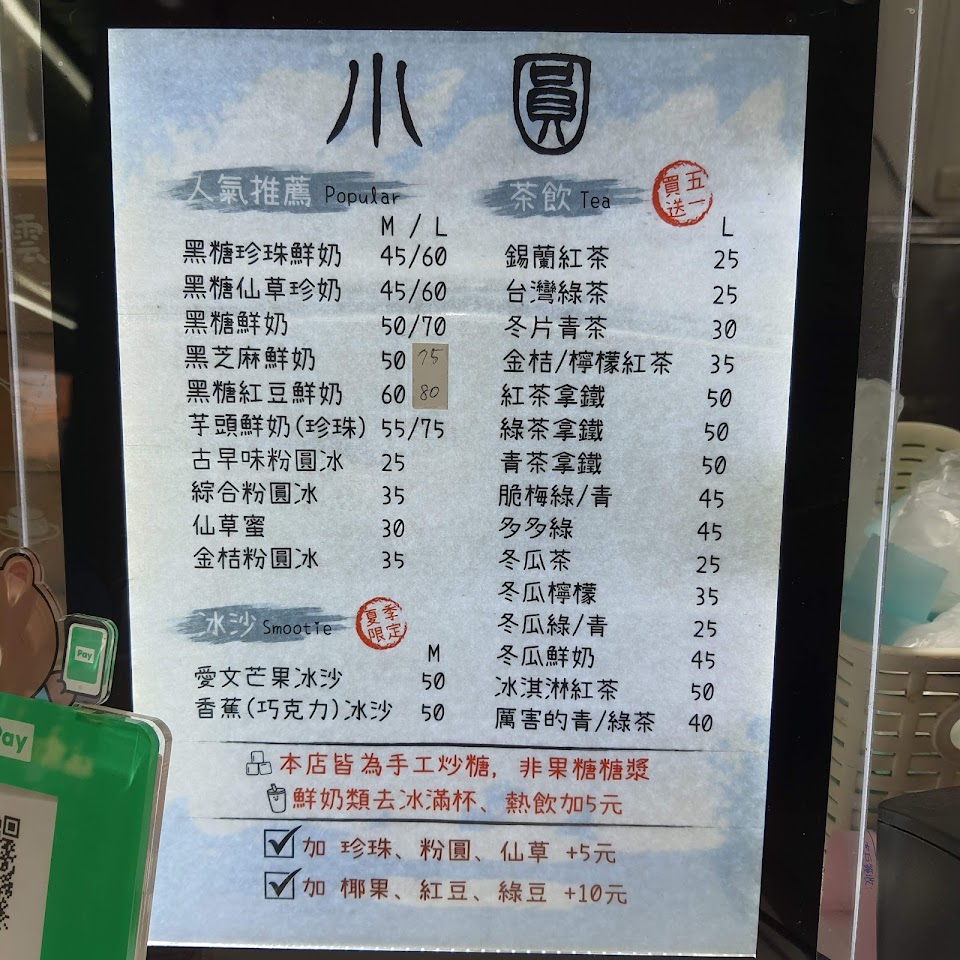 小圓
人氣推薦 Popular
M / L
黑糖珍珠鮮奶 45/60
黑糖仙草珍奶 45/60
黑糖鮮奶 50/70
黑芝麻鮮奶 50 75
黑糖紅豆鮮奶 60 80
芋頭鮮奶(珍珠) 55/75
古早味粉圓冰 25
綜合粉圓冰 35
仙草蜜 30
金桔粉圓冰 35
冰沙 Smootie
夏季
限定
M
愛文芒果冰沙 50
香蕉(巧克力)冰沙 50
茶飲 Tea
買五
送一
L
錫蘭紅茶 25
台灣綠茶 25
冬片青茶 30
金桔/檸檬紅茶 35
紅茶拿鐵 50
綠茶拿鐵 50
青茶拿鐵 50
脆梅綠/青 45
多多綠 45
冬瓜茶 25
冬瓜檸檬 35
冬瓜綠/青 25
冬瓜鮮奶 45
冰淇淋紅茶 50
厲害的青/綠茶 40
本店皆為手工炒糖, 非果糖糖漿
鮮奶類去冰滿杯、熱飲加5元
加 珍珠、粉圓、仙草 +5元
加 椰果、紅豆、綠豆 +10元
Pay
Pay
雲